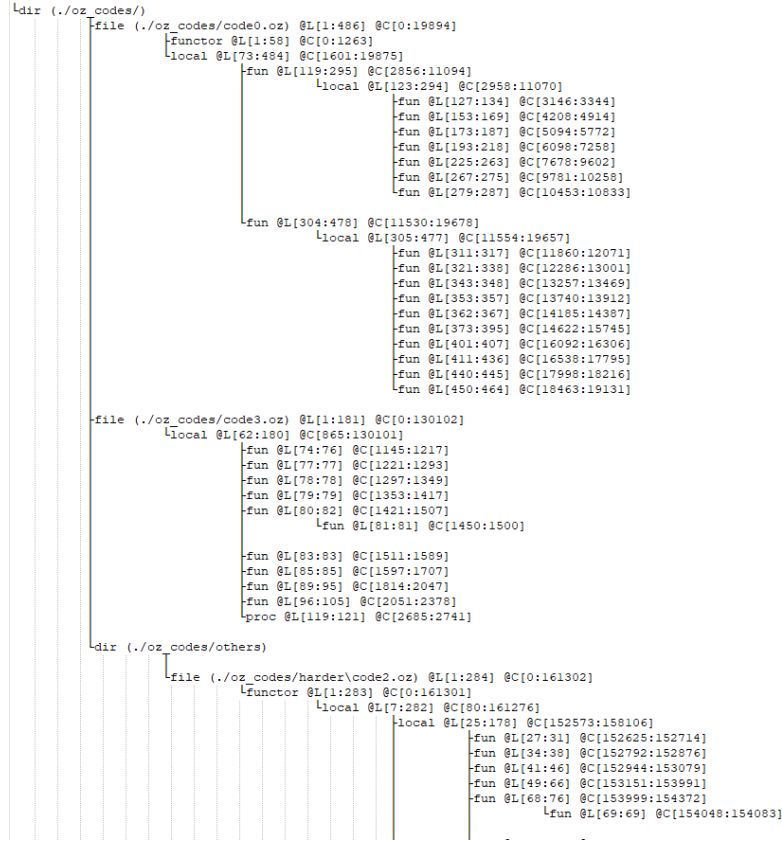 dir (./oz_codes/)
file (./oz_codes/code0.oz) @L[1:486] @C[0:19894]
functor @L[1:58] @C[0:1263]
local @L[73:484] @C[1601:19875]
fun @L[119:295] @C[2856:11094]
local @L[123:294] @C[2958:11070]
fun @L[127:134] @C[3146:3344]
fun @L[153:169] @C[4208:4914]
fun @L[173:187] @C[5094:5772]
fun @L[193:218] @C[6098:7258]
fun @L[225:263] @C[7678:9602]
fun @L[267:275] @C[9781:10258]
fun @L[279:287] @C[10453:10833]
fun @L[304:478] @C[11530:19678]
local @L[305:477] @C[11554:19657]
fun @L[311:317] @C[11860:12071]
fun @L[321:338] @C[12286:13001]
fun @L[343:348] @C[13257:13469]
fun @L[353:357] @C[13740:13912]
fun @L[362:367] @C[14185:14387]
fun @L[373:395] @C[14622:15745]
fun @L[401:407] @C[16092:16306]
fun @L[411:436] @C[16538:17795]
fun @L[440:445] @C[17998:18216]
fun @L[450:464] @C[18463:19131]
file (./oz_codes/code3.oz) @L[1:181] @C[0:130102]
local @L[62:180] @C[865:130101]
fun @L[74:76] @C[1145:1217]
fun @L[77:77] @C[1221:1293]
fun @L[78:78] @C[1297:1349]
fun @L[79:79] @C[1353:1417]
fun @L[80:82] @C[1421:1507]
fun @L[81:81] @C[1450:1500]
fun @L[83:83] @C[1511:1589]
fun @L[85:85] @C[1597:1707]
fun @L[89:95] @C[1814:2047]
fun @L[96:105] @C[2051:2378]
proc @L[119:121] @C[2685:2741]
dir (./oz_codes/others)
file (./oz_codes/harder\code2.oz) @L[1:284] @C[0:161302]
functor @L[1:283] @C[0:161301]
local @L[7:282] @C[80:161276]
local @L[25:178] @C[152573:158106]
fun @L[27:31] @C[152625:152714]
fun @L[34:38] @C[152792:152876]
fun @L[41:46] @C[152944:153079]
fun @L[49:66] @C[153151:153991]
fun @L[68:76] @C[153999:154372]
fun @L[69:69] @C[154048:154083]